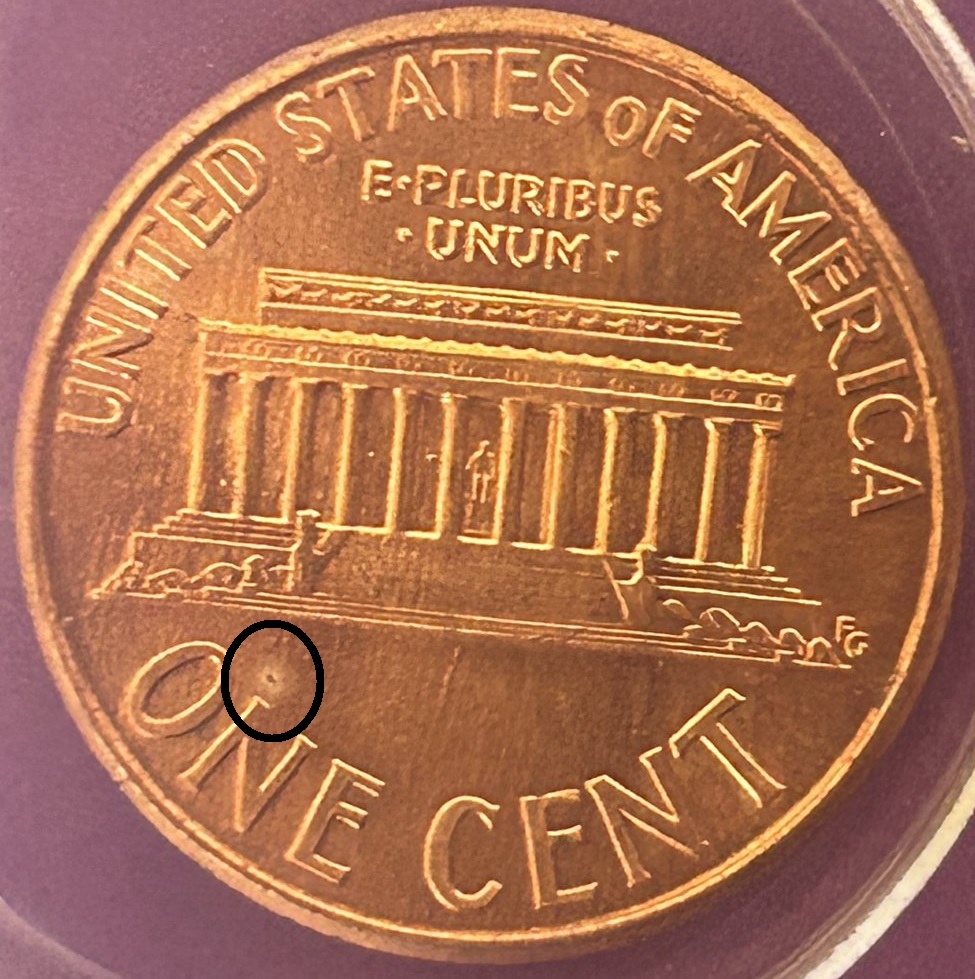 UNITED STATES OF AMERICA
E·PLURIBUS
·UNUM·
FG
ONE CENT